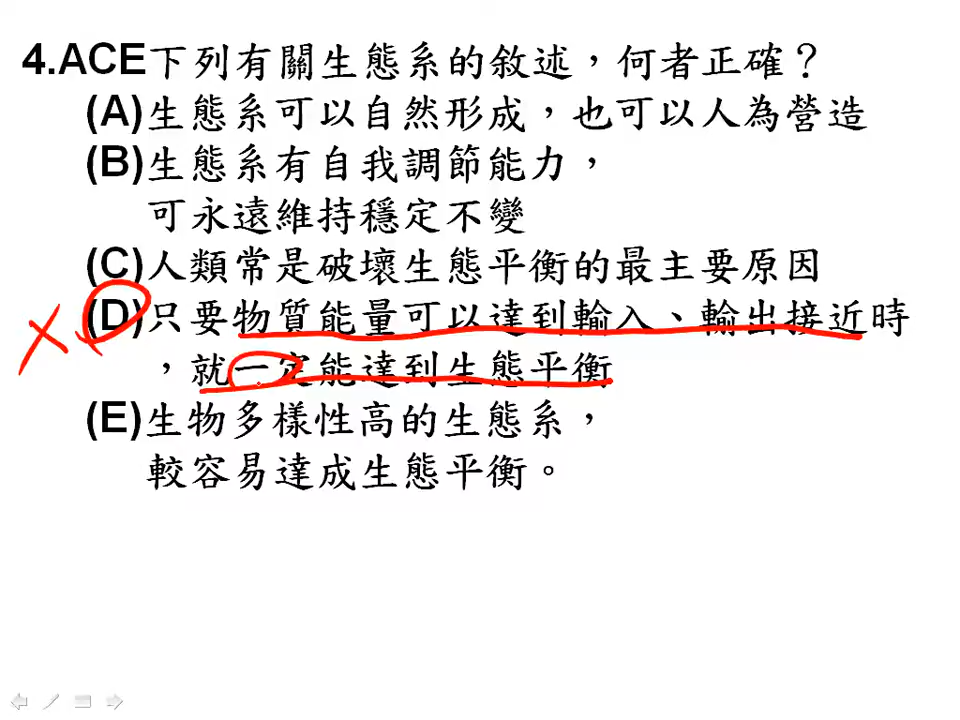 4.ACE下列有關生態系的敘述，何者正確？
(A)生態系可以自然形成，也可以人為營造
(B)生態系有自我調節能力，
可永遠維持穩定不變
(C)人類常是破壞生態平衡的最主要原因
(D)只要物質能量可以達到輸入、輸出接近時
，就一定能達到生態平衡
(E)生物多樣性高的生態系，
較容易達成生態平衡。